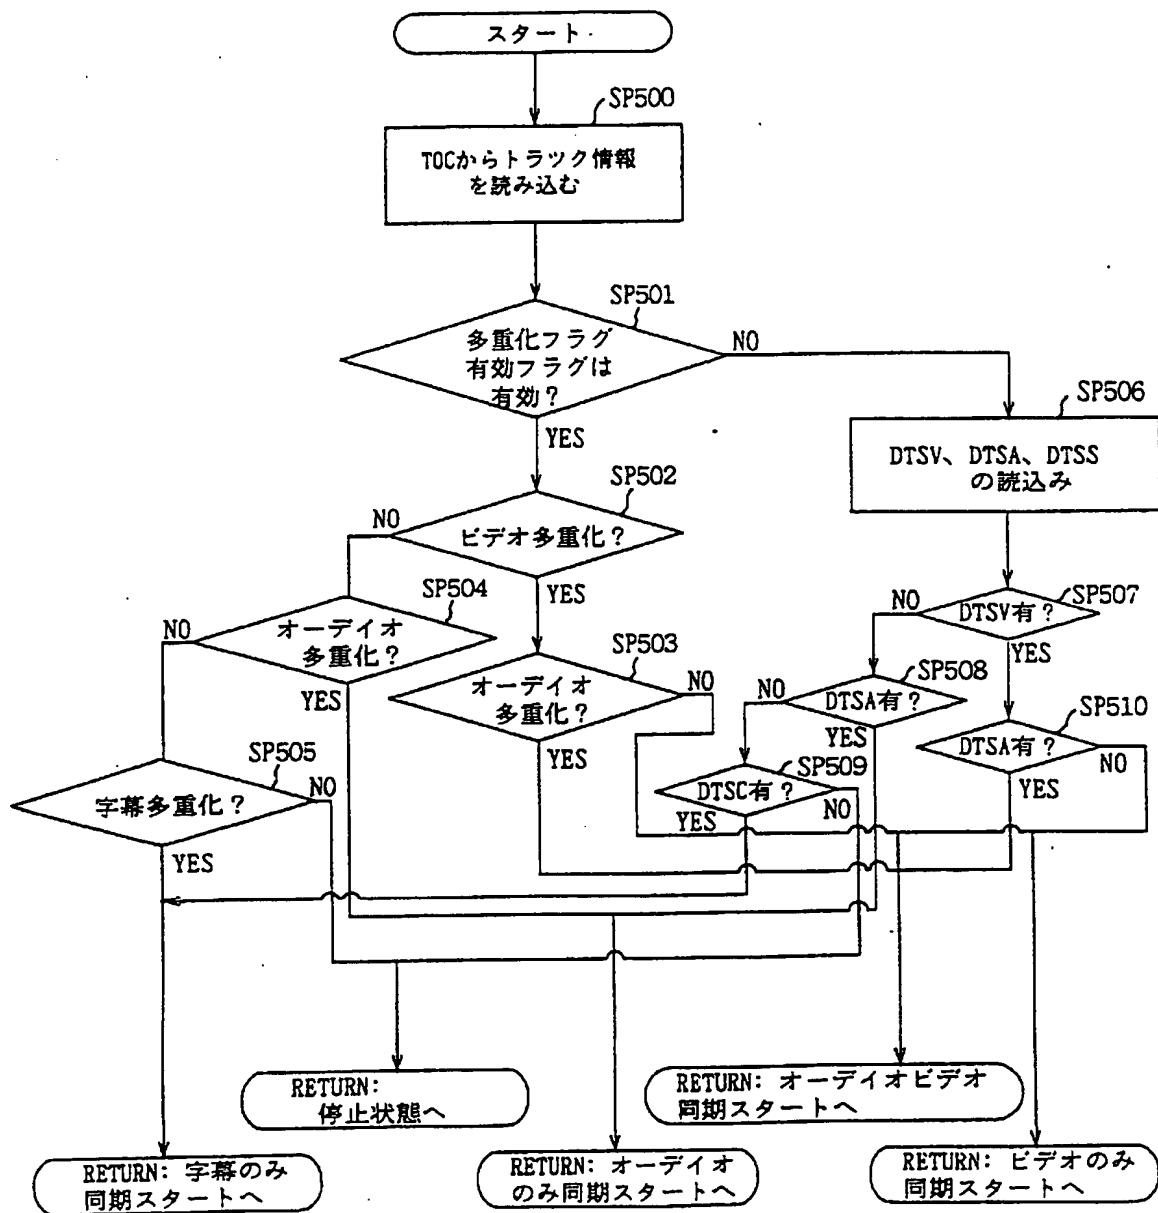 スタート
SP500
TOCからトラツク情報
を読み込む
SP501
多重化フラグ
有効フラグは
有効？
NO
YES
SP506
DTSV、DTSA、DTSS
の読込み
SP502
ビデオ多重化？
NO
YES
SP504
オーデイオ
多重化？
NO
YES
SP503
オーデイオ
多重化？
NO
YES
SP507
DTSV有？
NO
YES
SP508
DTSA有？
NO
YES
SP510
DTSA有？
NO
YES
SP505
字幕多重化？
NO
YES
SP509
DTSC有？
YES
NO
RETURN:
停止状態へ
RETURN: オーデイオビデオ
同期スタートへ
RETURN: 字幕のみ
同期スタートへ
RETURN: オーデイオ
のみ同期スタートへ
RETURN: ビデオのみ
同期スタートへ